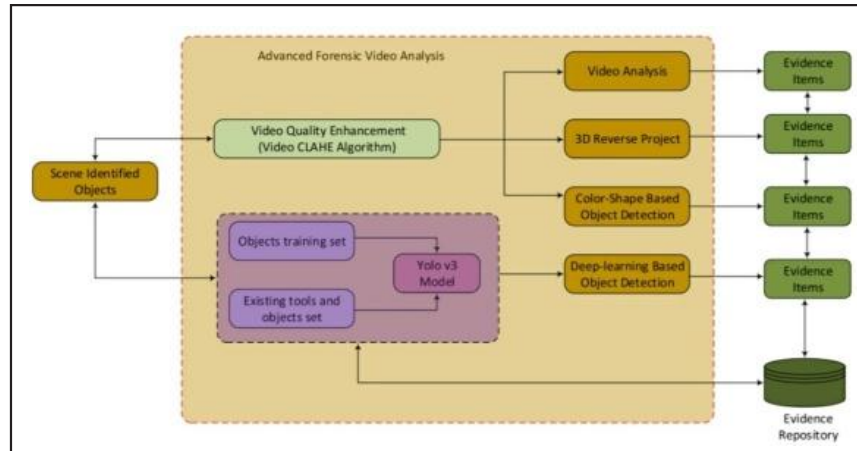 Advanced Forensic Video Analysis
Video Analysis
Evidence
Items
Video Quality Enhancement
(Video CLAHE Algorithm)
3D Reverse Project
Evidence
Items
Scene Identified
Objects
Color-Shape Based
Object Detection
Evidence
Items
Objects training set
Yolo v3
Model
Existing tools and
objects set
Deep-learning Based
Object Detection
Evidence
Items
Evidence
Repository